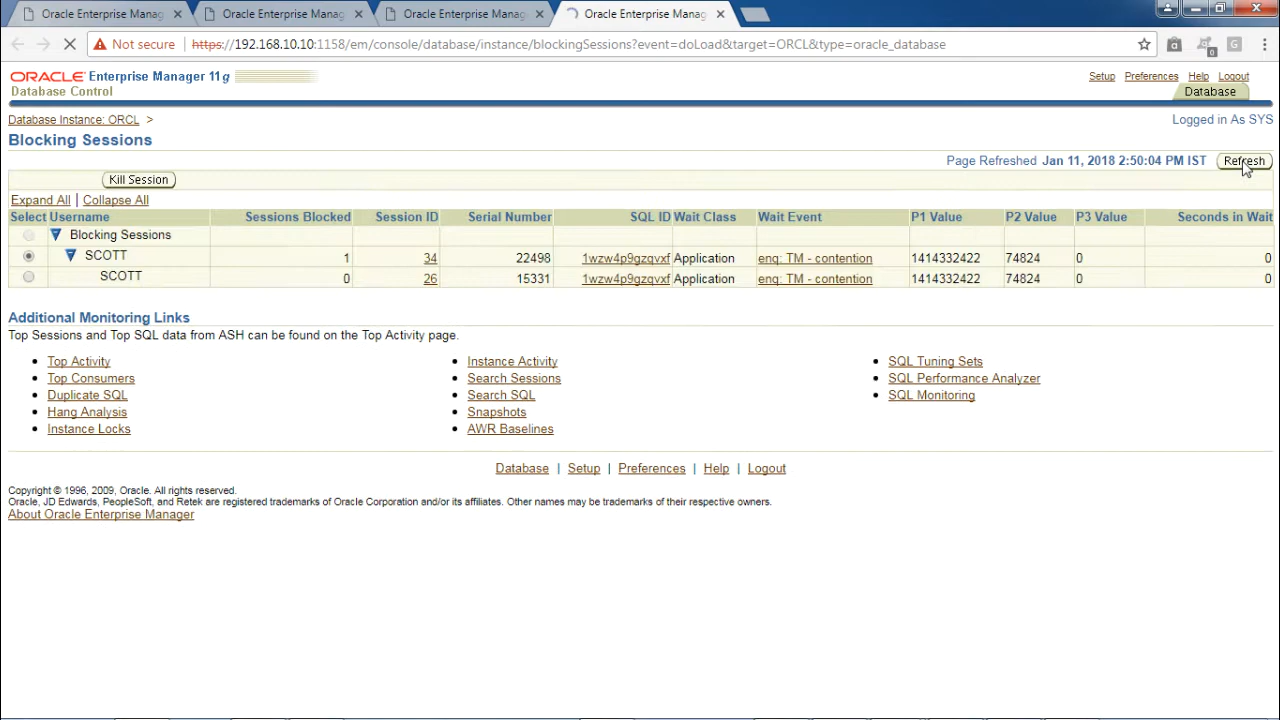 Oracle Enterprise Manag
Oracle Enterprise Manag
Oracle Enterprise Manag
Oracle Enterprise Manag
Not secure | https://192.168.10.10:1158/em/console/database/instance/blockingSessions?event=doLoad&target=ORCL&type=oracle_database
ORACLE Enterprise Manager 11g
Database Control
Setup Preferences Help Logout
Database
Database Instance: ORCL >
Logged in As SYS
Blocking Sessions
Page Refreshed Jan 11, 2018 2:50:04 PM IST Refresh
Kill Session
Expand All | Collapse All
Select Username Sessions Blocked Session ID Serial Number SQL ID Wait Class Wait Event P1 Value P2 Value P3 Value Seconds in Wait
Blocking Sessions
SCOTT 1 34 22498 1wzw4p9gzqvxf Application enq: TM - contention 1414332422 74824 0 0
SCOTT 0 26 15331 1wzw4p9gzqvxf Application enq: TM - contention 1414332422 74824 0 0
Additional Monitoring Links
Top Sessions and Top SQL data from ASH can be found on the Top Activity page.
Top Activity
Top Consumers
Duplicate SQL
Hang Analysis
Instance Locks
Instance Activity
Search Sessions
Search SQL
Snapshots
AWR Baselines
SQL Tuning Sets
SQL Performance Analyzer
SQL Monitoring
Database | Setup | Preferences | Help | Logout
Copyright © 1996, 2009, Oracle. All rights reserved.
Oracle, JD Edwards, PeopleSoft, and Retek are registered trademarks of Oracle Corporation and/or its affiliates. Other names may be trademarks of their respective owners.
About Oracle Enterprise Manager